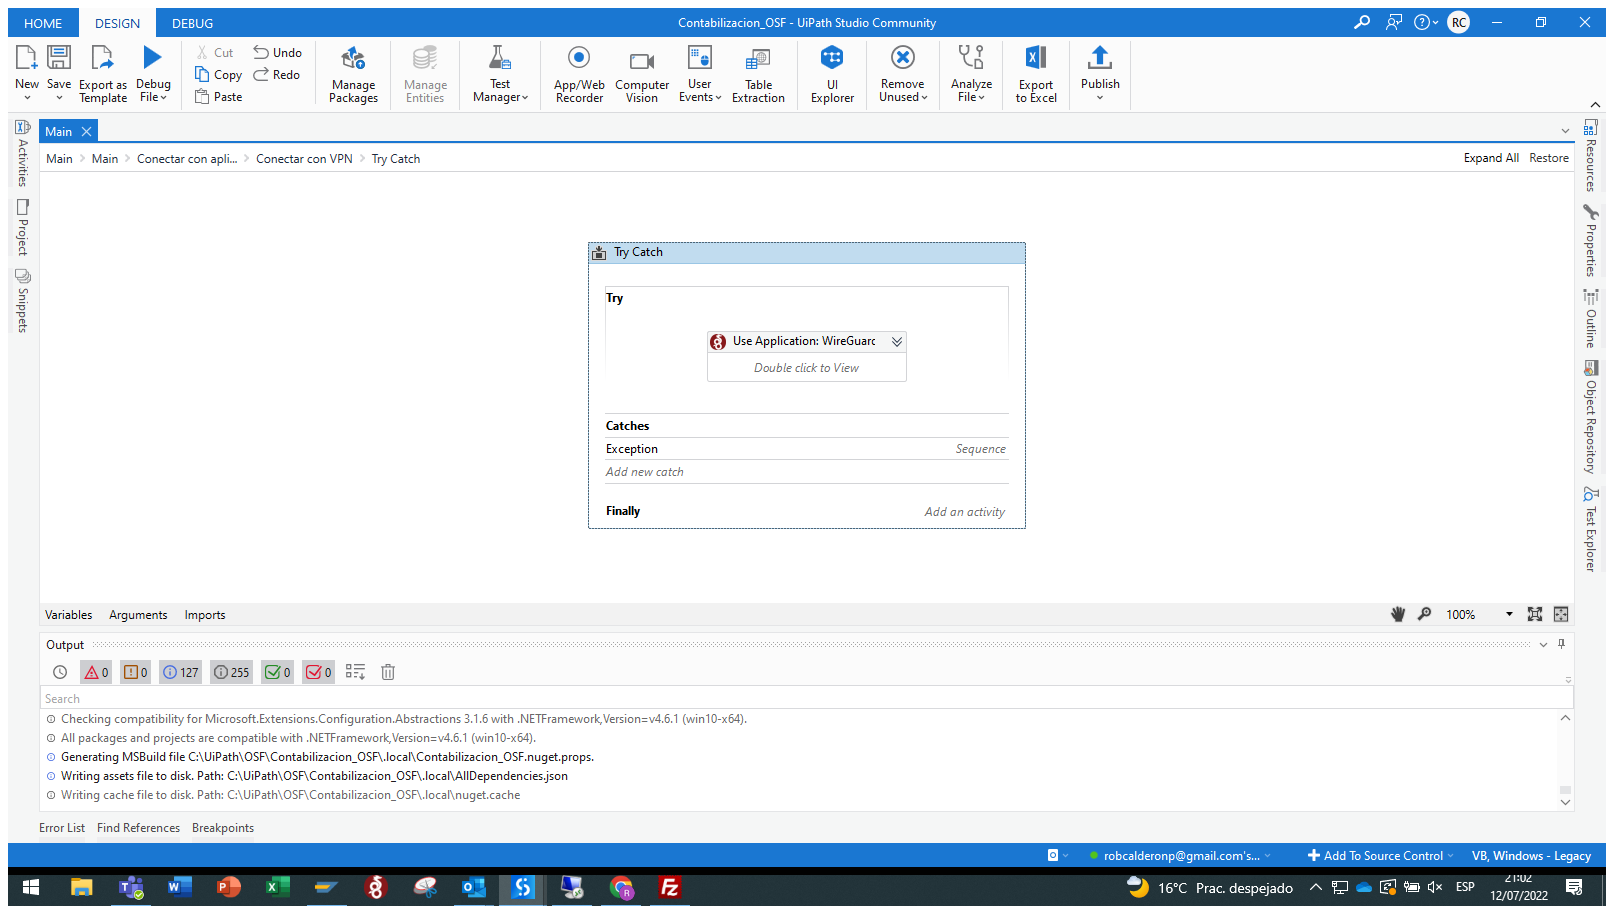 HOME DESIGN DEBUG Contabilizacion_OSF - UiPath Studio Community RC
New Save Export as Template Debug File Cut Copy Paste Undo Redo Manage Packages Manage Entities Test Manager App/Web Recorder Computer Vision User Events Table Extraction UI Explorer Remove Unused Analyze File Export to Excel Publish
Main
Main Main Conectar con apli... Conectar con VPN Try Catch Expand All Restore
Activities
Project
Snippets
Try Catch
Try
Use Application: WireGuard
Double click to View
Catches
Exception Sequence
Add new catch
Finally Add an activity
Resources
Properties
Outline
Object Repository
Test Explorer
Variables Arguments Imports 100%
Output
0 0 127 255 0 0
Search
Checking compatibility for Microsoft.Extensions.Configuration.Abstractions 3.1.6 with .NETFramework,Version=v4.6.1 (win10-x64).
All packages and projects are compatible with .NETFramework,Version=v4.6.1 (win10-x64).
Generating MSBuild file C:\UiPath\OSF\Contabilizacion_OSF\.local\Contabilizacion_OSF.nuget.props.
Writing assets file to disk. Path: C:\UiPath\OSF\Contabilizacion_OSF\.local\AllDependencies.json
Writing cache file to disk. Path: C:\UiPath\OSF\Contabilizacion_OSF\.local\nuget.cache
Error List Find References Breakpoints
robcalderonp@gmail.com's... Add To Source Control VB, Windows - Legacy
16°C Prac. despejado ESP 21:02
12/07/2022